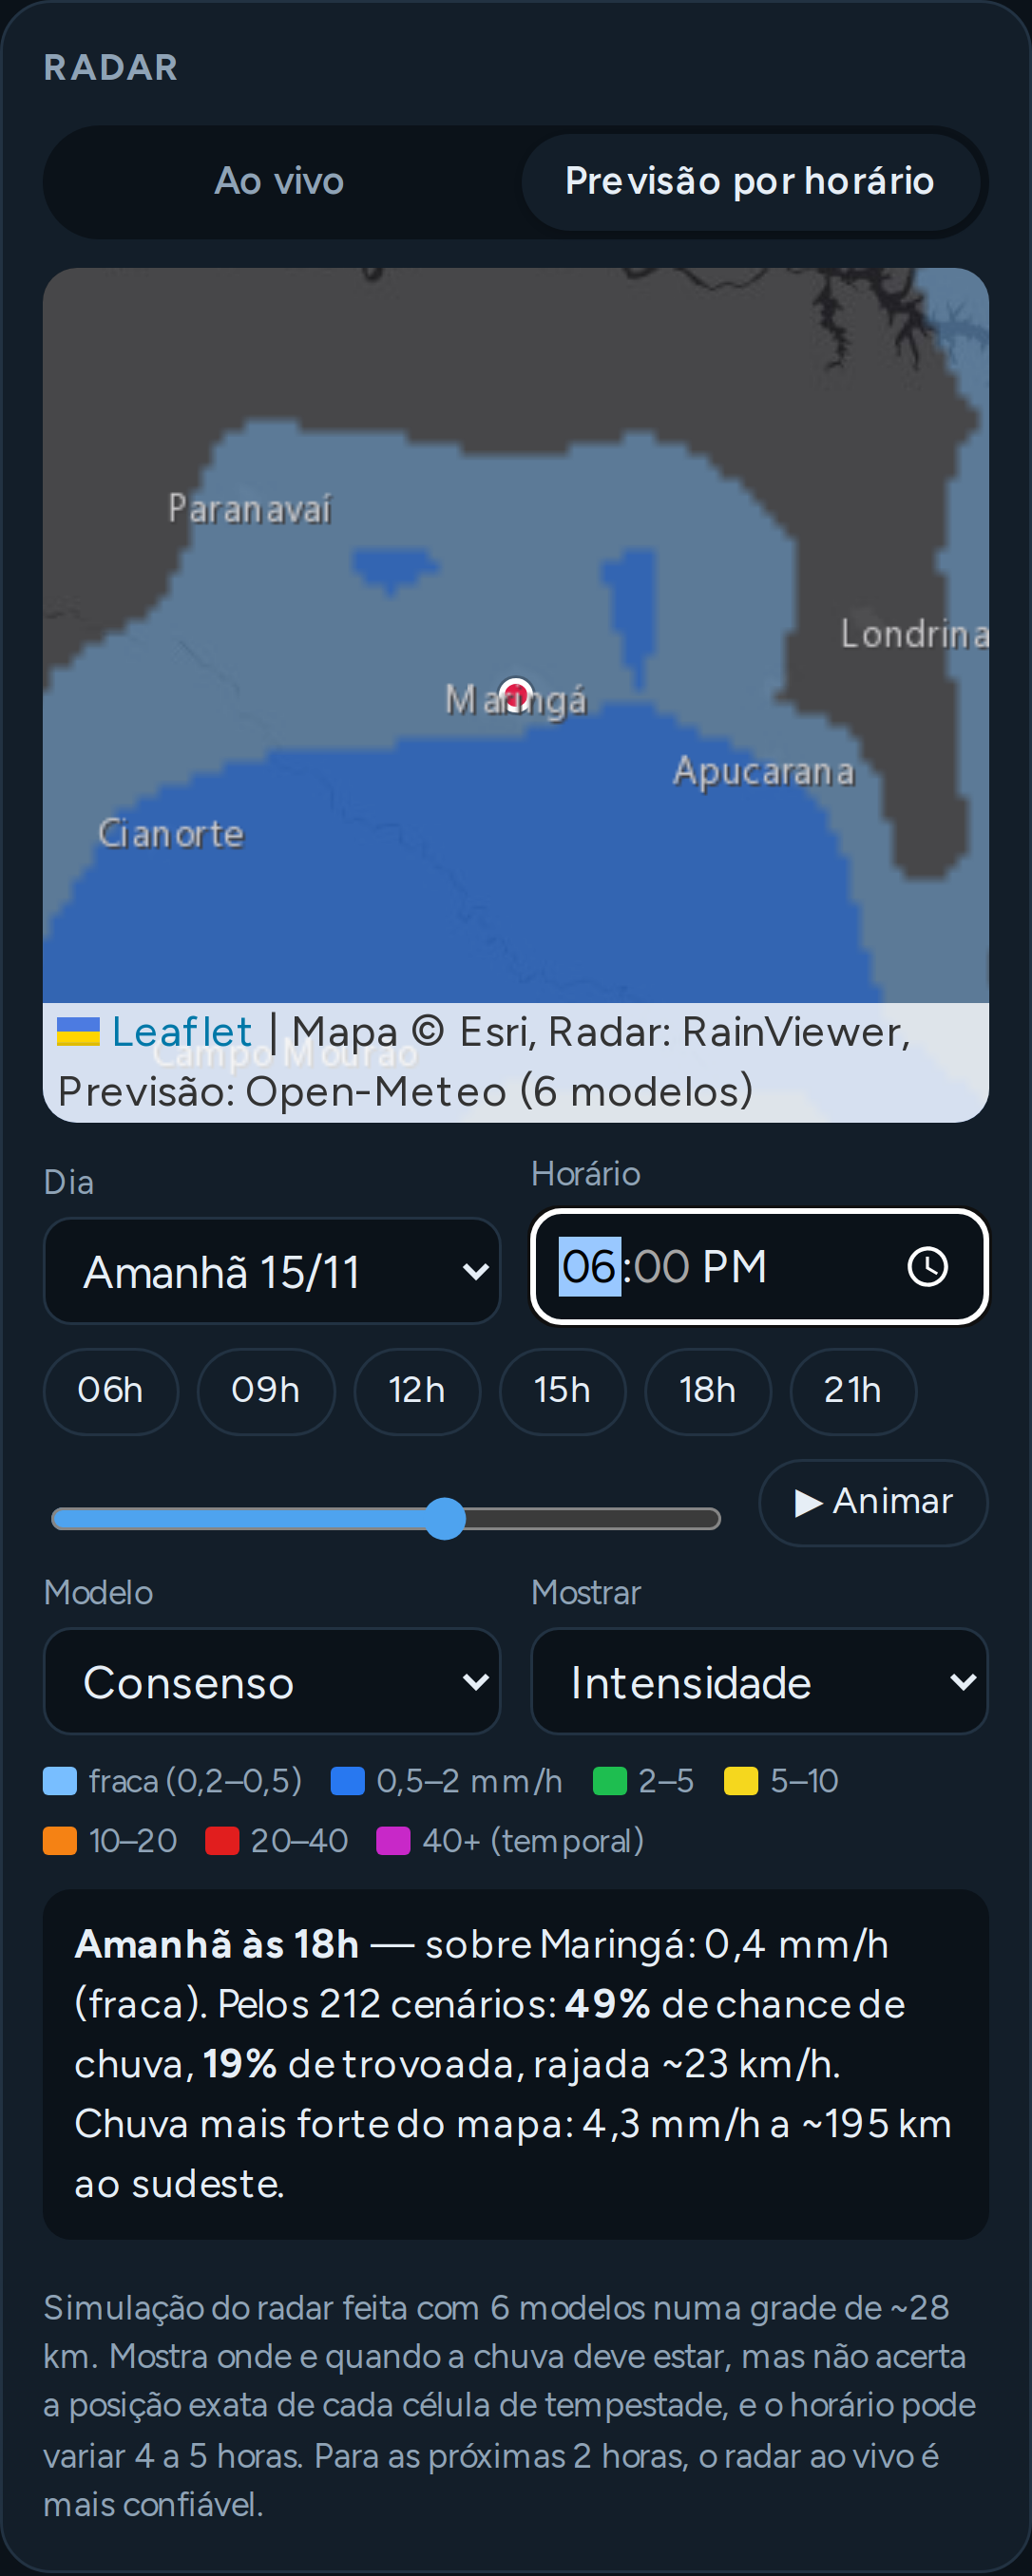 RADAR
Ao vivo
Previsão por horário
Paranavaí
Londrina
Maringá
Apucarana
Cianorte
Campo Mourão
Leaflet | Mapa © Esri, Radar: RainViewer,
Previsão: Open-Meteo (6 modelos)
Dia
Horário
Amanhã 15/11
06:00 PM
06h 09h 12h 15h 18h 21h
▶ Animar
Modelo
Mostrar
Consenso
Intensidade
fraca (0,2–0,5) 0,5–2 mm/h 2–5 5–10
10–20 20–40 40+ (temporal)
Amanhã às 18h — sobre Maringá: 0,4 mm/h
(fraca). Pelos 212 cenários: 49% de chance de
chuva, 19% de trovoada, rajada ~23 km/h.
Chuva mais forte do mapa: 4,3 mm/h a ~195 km
ao sudeste.
Simulação do radar feita com 6 modelos numa grade de ~28
km. Mostra onde e quando a chuva deve estar, mas não acerta
a posição exata de cada célula de tempestade, e o horário pode
variar 4 a 5 horas. Para as próximas 2 horas, o radar ao vivo é
mais confiável.